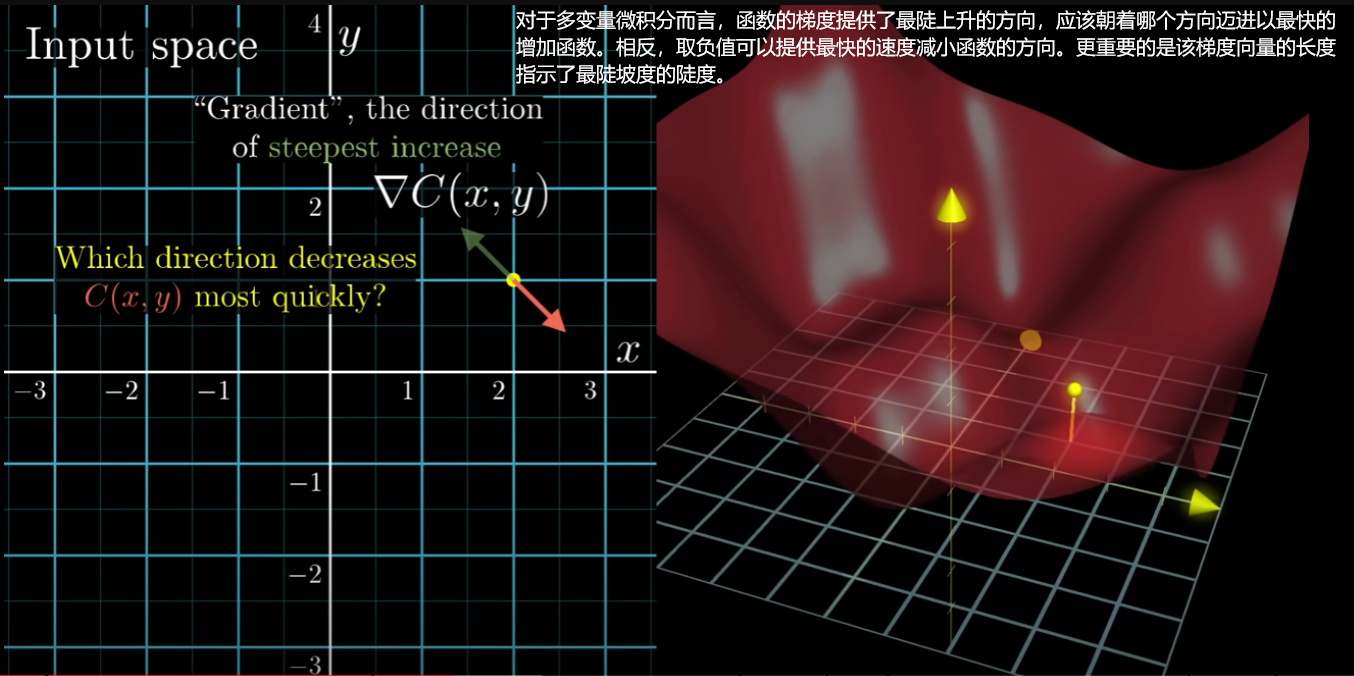 对于多变量微积分而言，函数的梯度提供了最陡上升的方向，应该朝着哪个方向迈进以最快的
增加函数。相反，取负值可以提供最快的速度减小函数的方向。更重要的是该梯度向量的长度
指示了最陡坡度的陡度。
Input space
4
y
“Gradient”, the direction
of steepest increase
∇C(x, y)
2
Which direction decreases
C(x, y) most quickly?
x
−3 −2 −1 1 2 3
−1
−2
−3